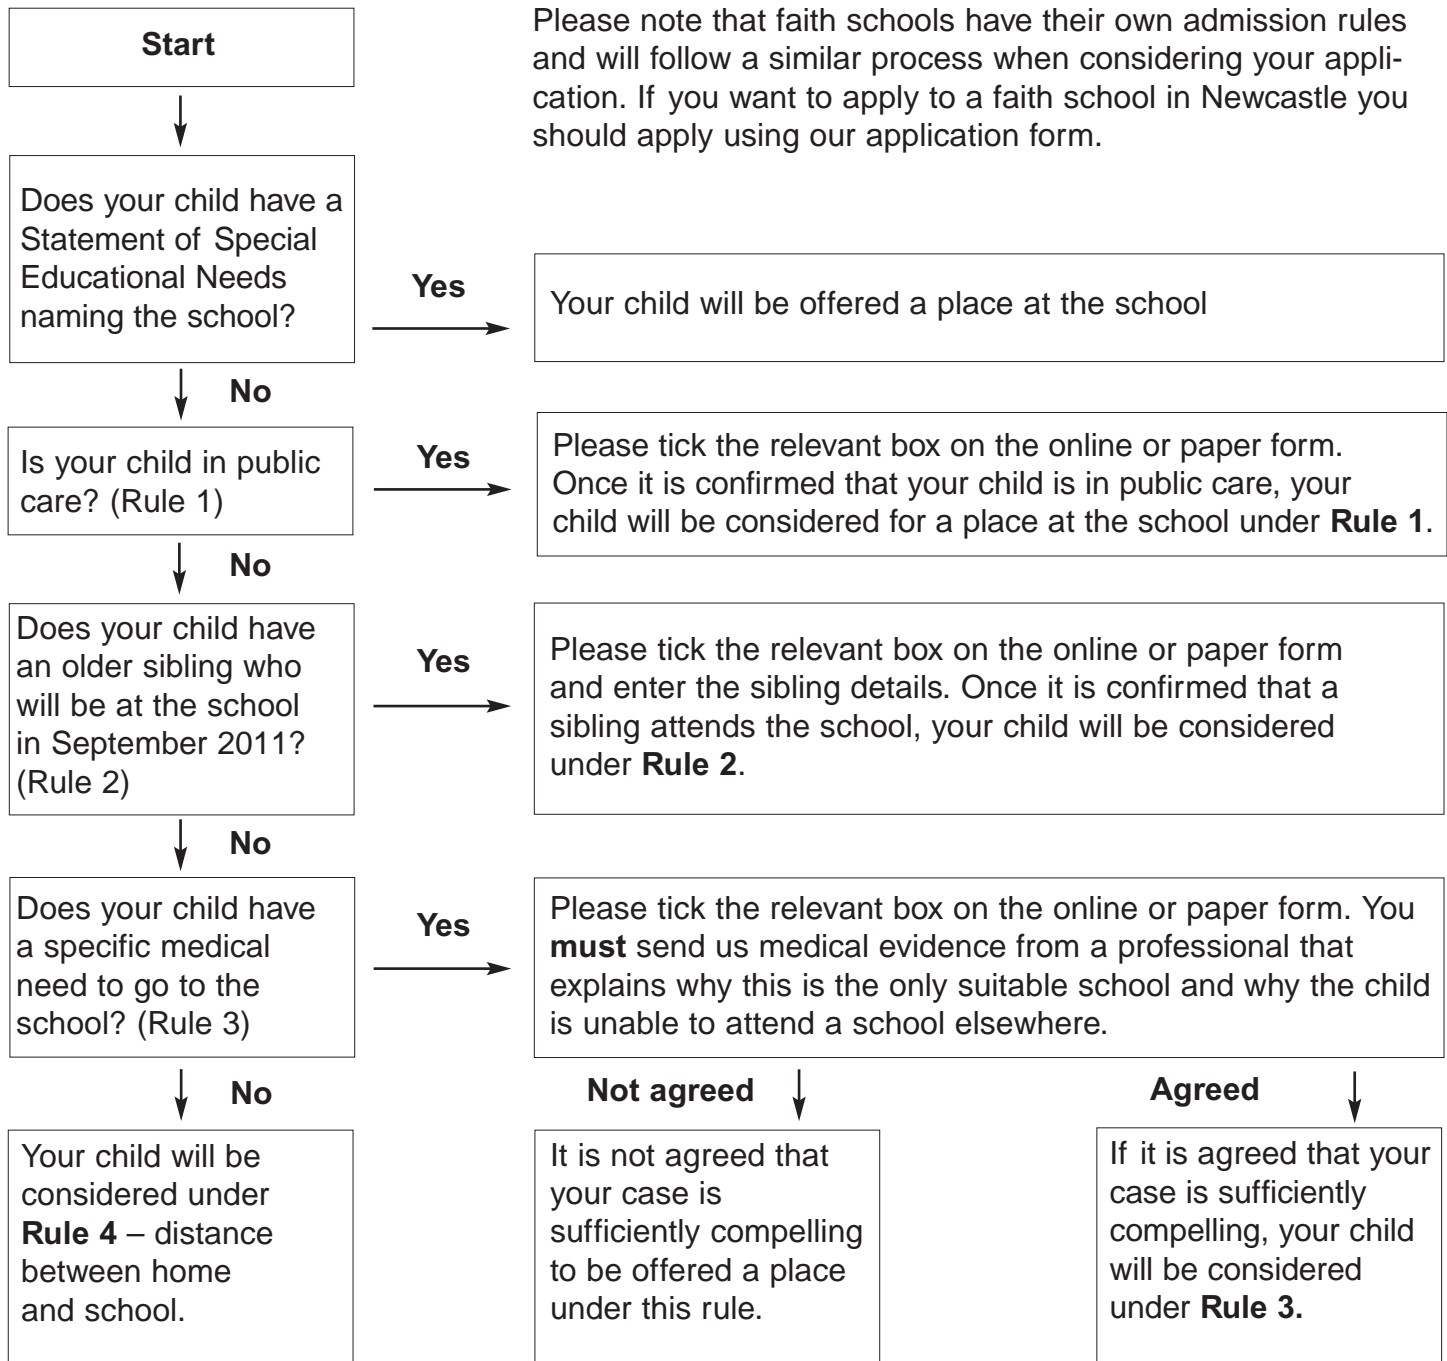 Start
Please note that faith schools have their own admission rules
and will follow a similar process when considering your appli-
cation. If you want to apply to a faith school in Newcastle you
should apply using our application form.
Does your child have a
Statement of Special
Educational Needs
naming the school?
Yes
Your child will be offered a place at the school
No
Is your child in public
care? (Rule 1)
Yes
Please tick the relevant box on the online or paper form.
Once it is confirmed that your child is in public care, your
child will be considered for a place at the school under Rule 1.
No
Does your child have
an older sibling who
will be at the school
in September 2011?
(Rule 2)
Yes
Please tick the relevant box on the online or paper form
and enter the sibling details. Once it is confirmed that a
sibling attends the school, your child will be considered
under Rule 2.
No
Does your child have
a specific medical
need to go to the
school? (Rule 3)
Yes
Please tick the relevant box on the online or paper form. You
must send us medical evidence from a professional that
explains why this is the only suitable school and why the child
is unable to attend a school elsewhere.
No
Not agreed
Agreed
Your child will be
considered under
Rule 4 – distance
between home
and school.
It is not agreed that
your case is
sufficiently compelling
to be offered a place
under this rule.
If it is agreed that your
case is sufficiently
compelling, your child
will be considered
under Rule 3.